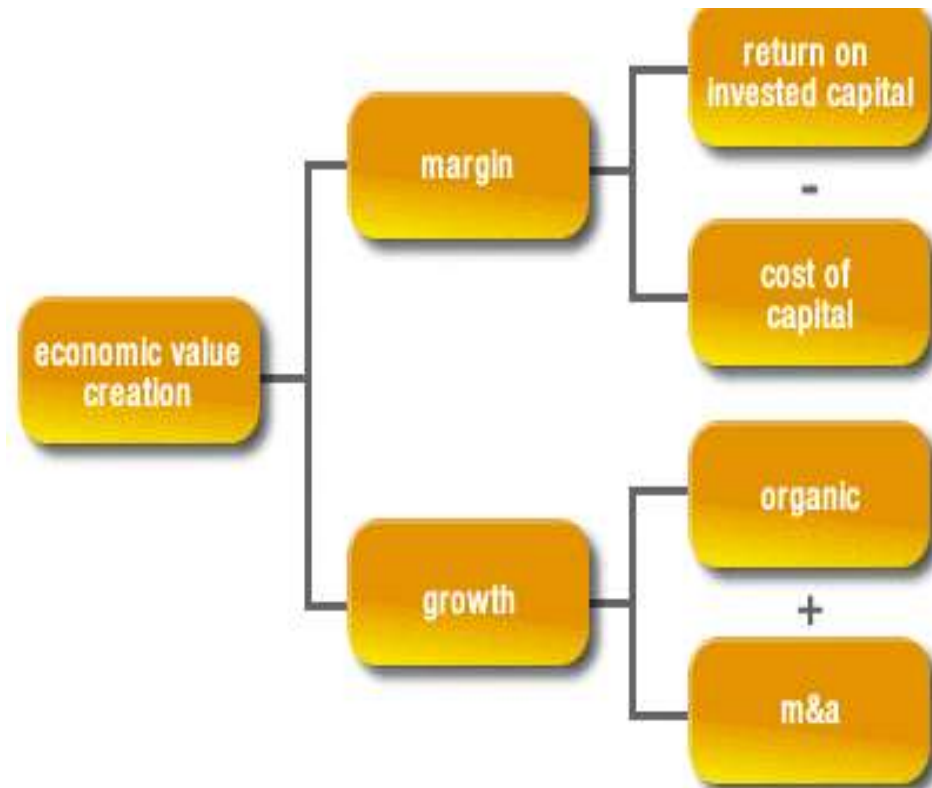 return on
invested capital
margin
-
cost of
capital
economic value
creation
organic
growth
+
m&a